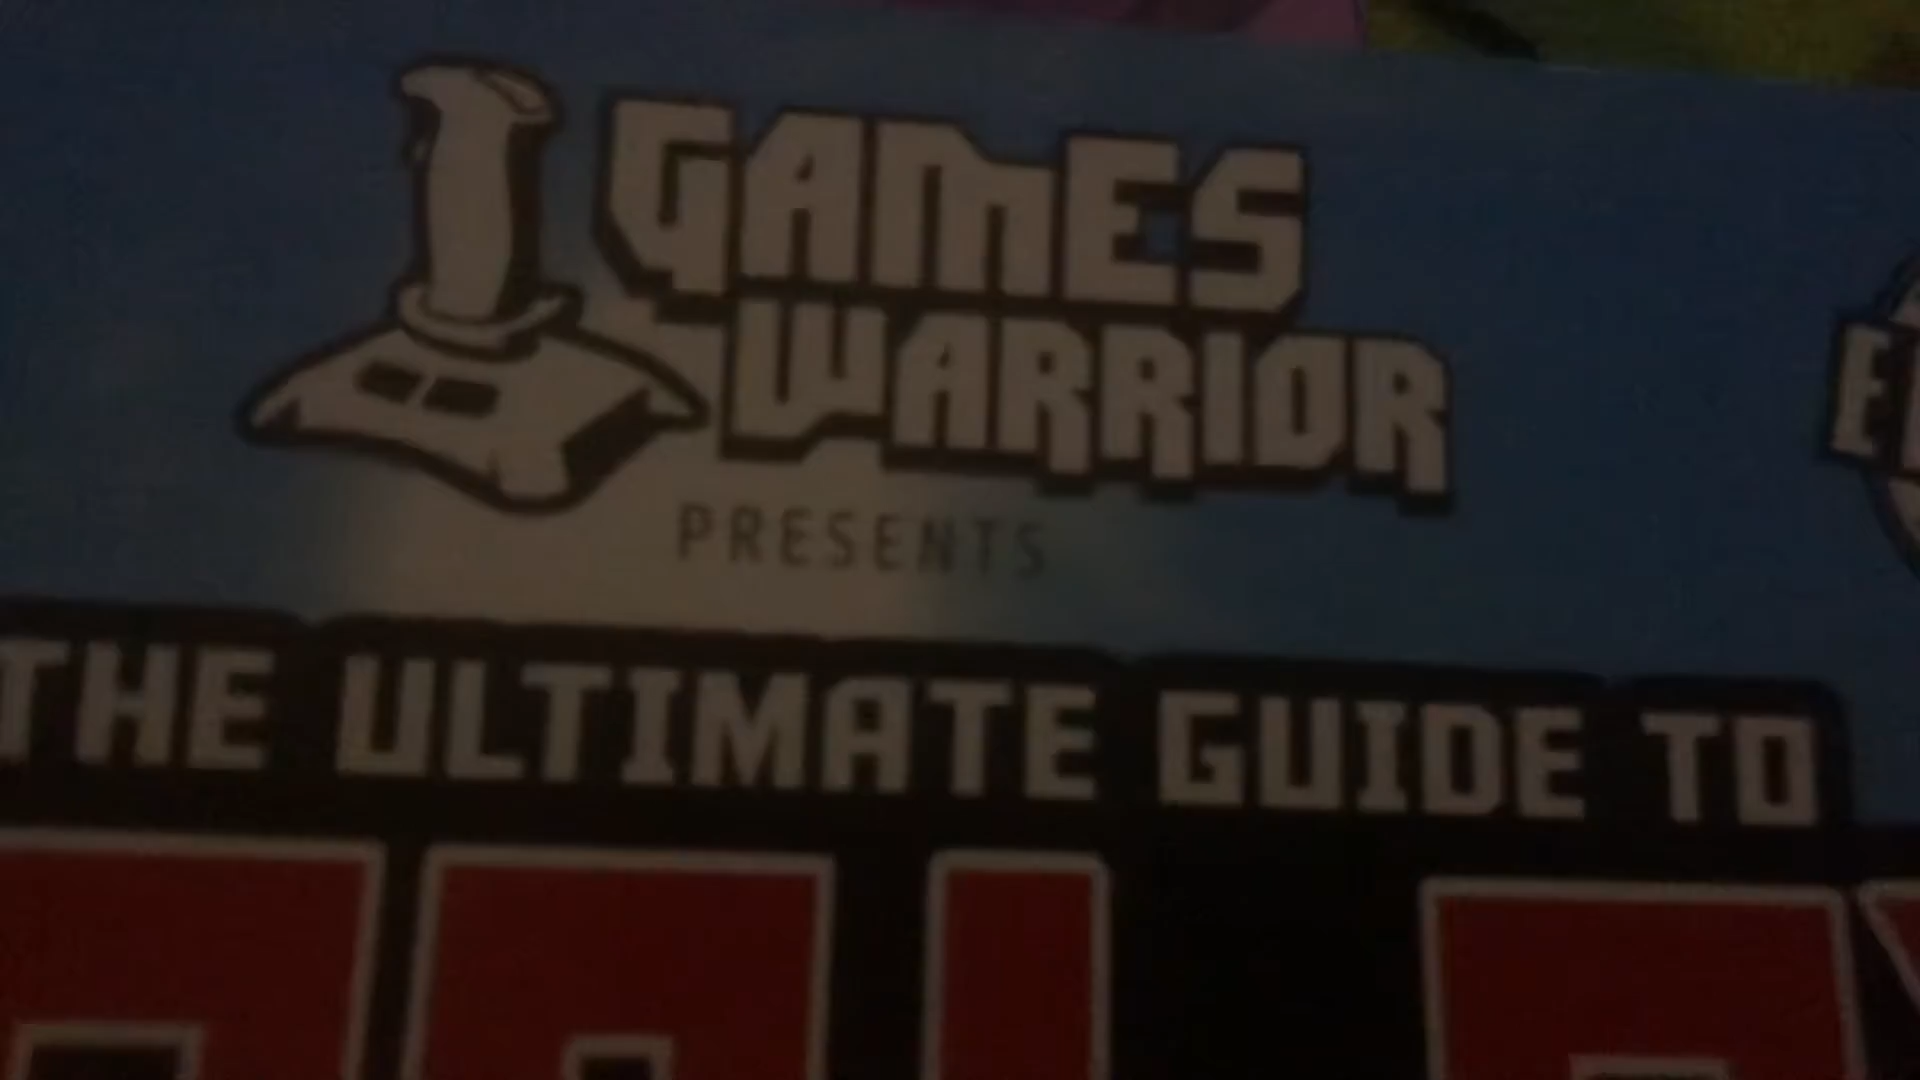 GAMES
WARRIOR
PRESENTS
THE ULTIMATE GUIDE TO